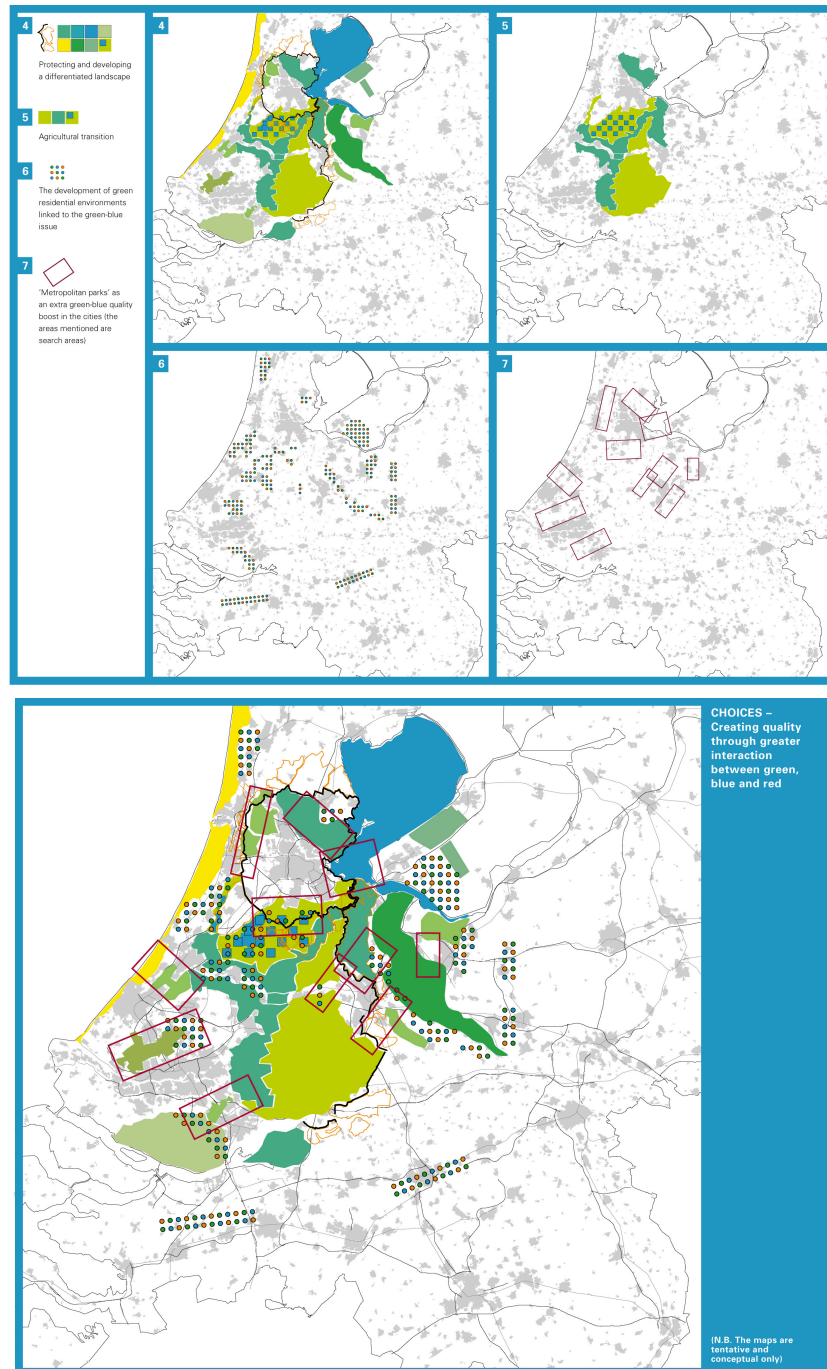 4
Protecting and developing
a differentiated landscape
5
Agricultural transition
6
The development of green
residential environments
linked to the green-blue
issue
7
'Metropolitan parks' as
an extra green-blue quality
boost in the cities (the
areas mentioned are
search areas)
4
5
6
7
CHOICES –
Creating quality
through greater
interaction
between green,
blue and red
(N.B. The maps are
tentative and
conceptual only)